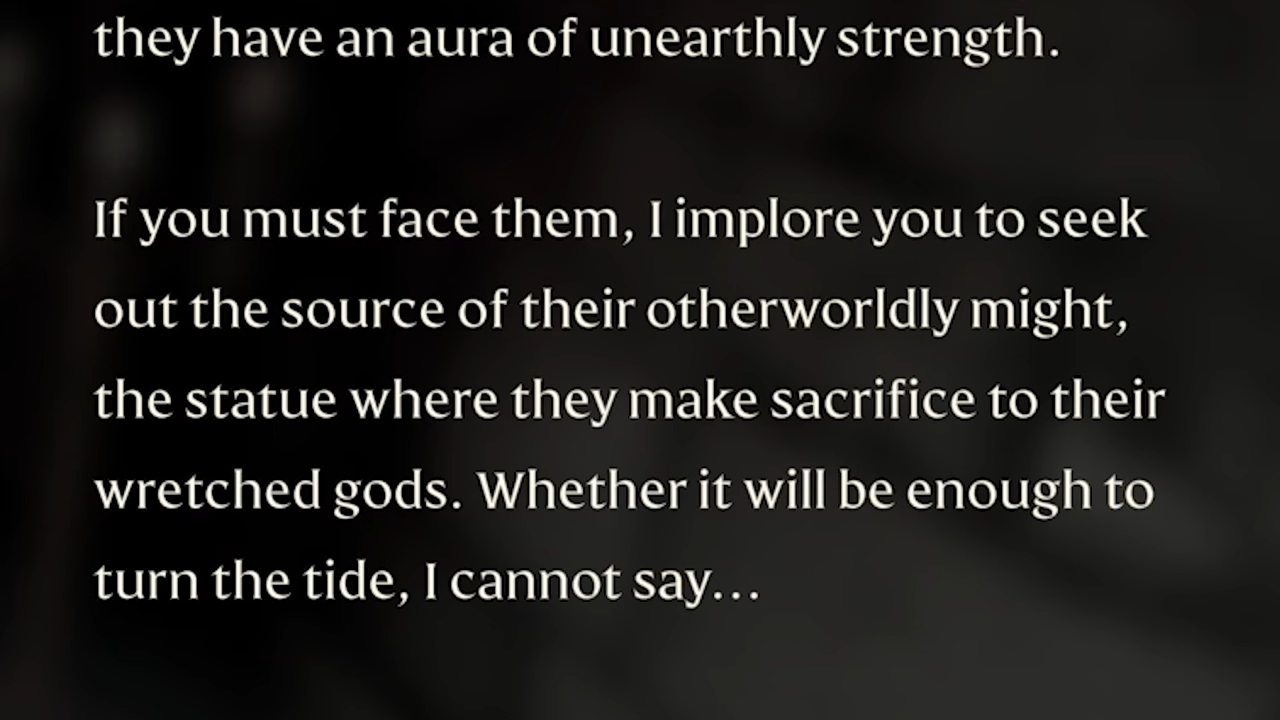 they have an aura of unearthly strength.
If you must face them, I implore you to seek
out the source of their otherworldly might,
the statue where they make sacrifice to their
wretched gods. Whether it will be enough to
turn the tide, I cannot say...